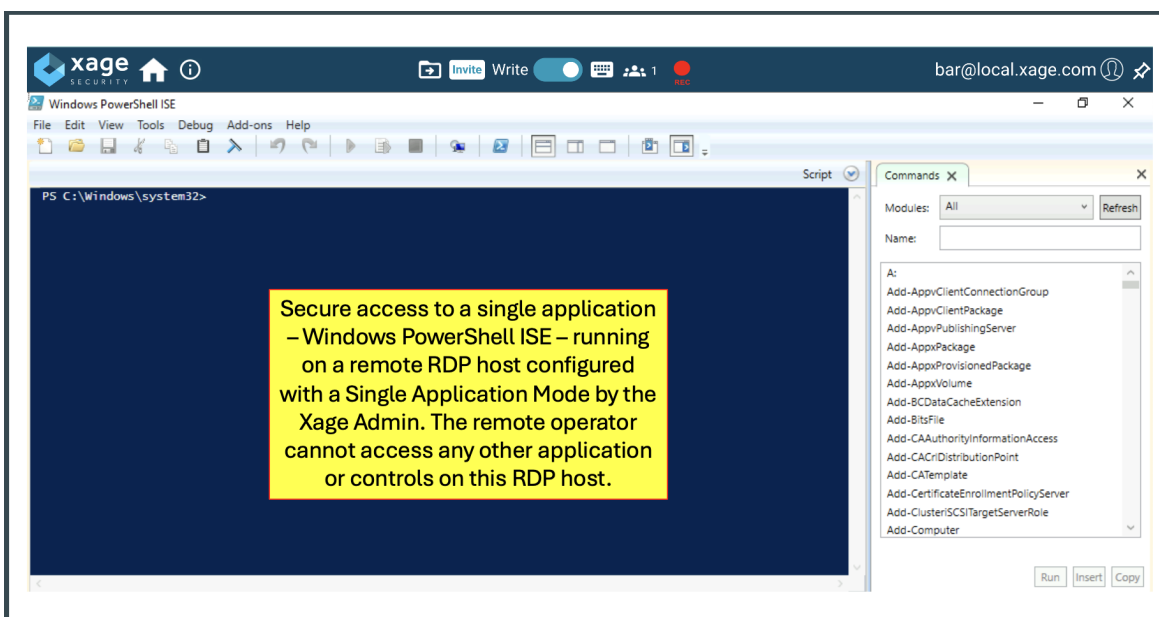 xage
SECURITY
Invite Write 1 REC bar@local.xage.com
Windows PowerShell ISE
File Edit View Tools Debug Add-ons Help
Script
PS C:\Windows\system32>
Secure access to a single application
– Windows PowerShell ISE – running
on a remote RDP host configured
with a Single Application Mode by the
Xage Admin. The remote operator
cannot access any other application
or controls on this RDP host.
Commands X
Modules: All Refresh
Name:
A:
Add-AppvClientConnectionGroup
Add-AppvClientPackage
Add-AppvPublishingServer
Add-AppxPackage
Add-AppxProvisionedPackage
Add-AppxVolume
Add-BCDataCacheExtension
Add-BitsFile
Add-CAAuthorityInformationAccess
Add-CACrlDistributionPoint
Add-CATemplate
Add-CertificateEnrollmentPolicyServer
Add-ClusteriSCSITargetServerRole
Add-Computer
Run Insert Copy